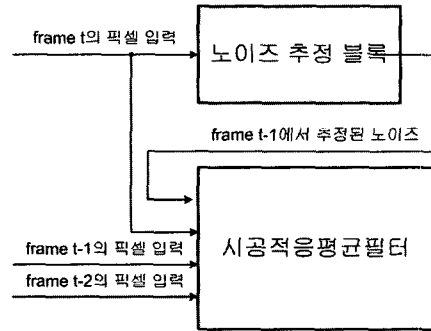 frame t의 픽셀 입력
노이즈 추정 블록
frame t-1에서 추정된 노이즈
시공적응평균필터
frame t-1의 픽셀 입력
frame t-2의 픽셀 입력